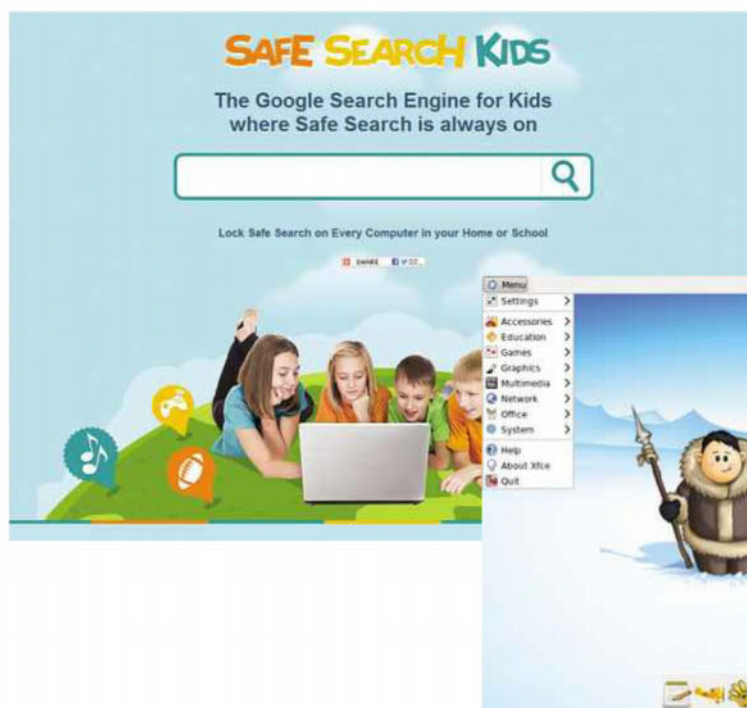 SAFE SEARCH KIDS
The Google Search Engine for Kids
where Safe Search is always on
Lock Safe Search on Every Computer in your Home or School
SHARE
Menu
Settings
Accessories
Education
Games
Graphics
Multimedia
Network
Office
System
Help
About Xfce
Quit